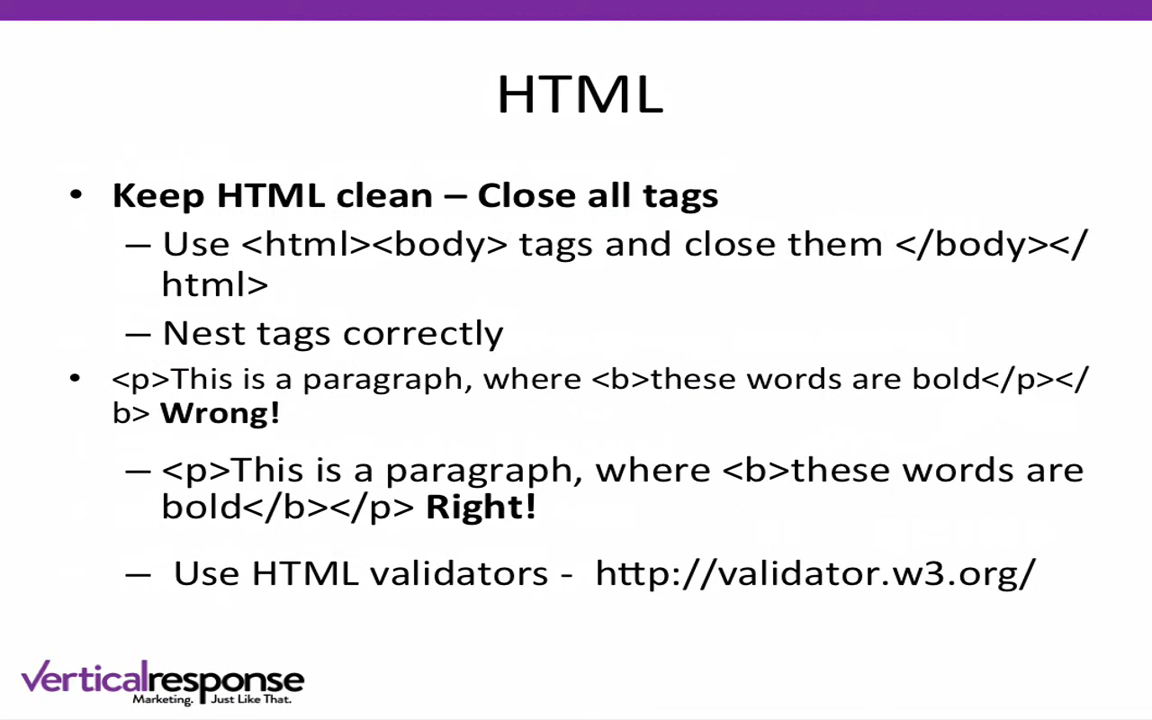 HTML
• Keep HTML clean – Close all tags
– Use <html><body> tags and close them </body></
html>
– Nest tags correctly
• <p>This is a paragraph, where <b>these words are bold</p></
b> Wrong!
– <p>This is a paragraph, where <b>these words are
bold</b></p> Right!
– Use HTML validators - http://validator.w3.org/
verticalresponse
Marketing. Just Like That.